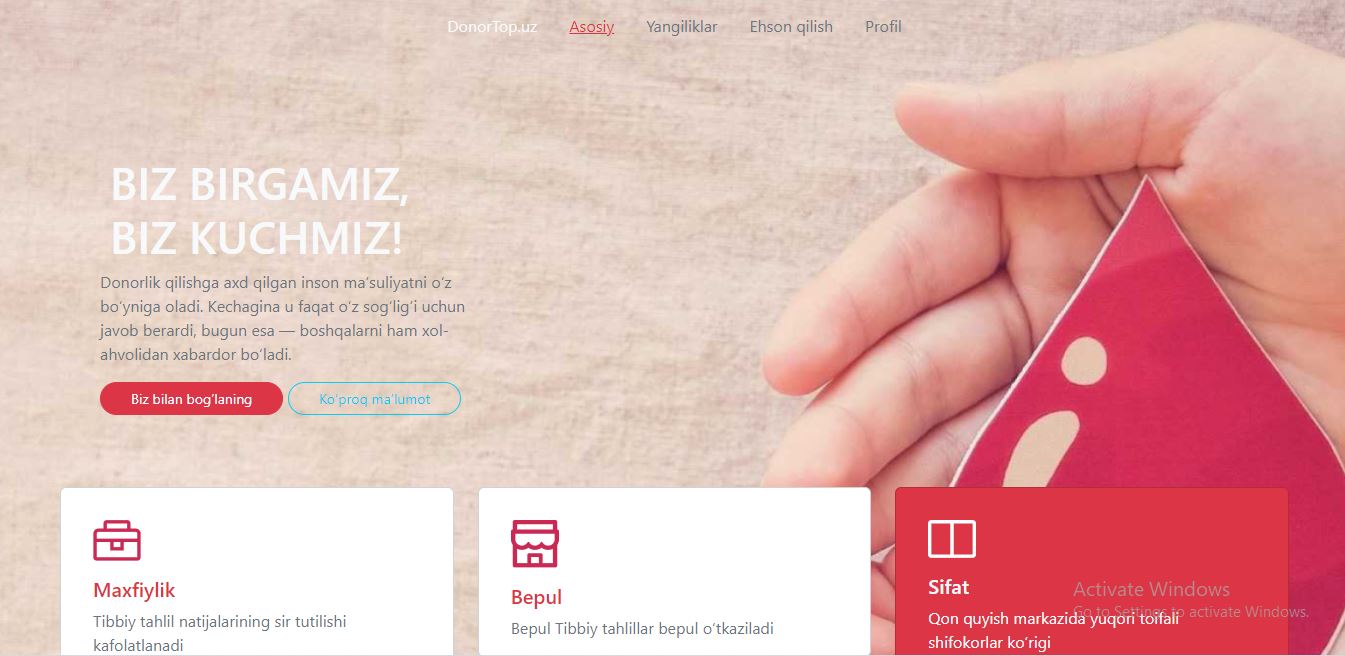 DonorTop.uz Asosiy Yangiliklar Ehson qilish Profil
BIZ BIRGAMIZ,
BIZ KUCHMIZ!
Donorlik qilishga axd qilgan inson ma’suliyatni o‘z
bo‘yniga oladi. Kechagina u faqat o‘z sog‘lig‘i uchun
javob berardi, bugun esa — boshqalarni ham xol-
ahvolidan xabardor bo‘ladi.
Biz bilan bog‘laning Ko‘proq ma’lumot
Maxfiylik
Tibbiy tahlil natijalarining sir tutilishi
kafolatlanadi
Bepul
Bepul Tibbiy tahlillar bepul o‘tkaziladi
Sifat
Qon quyish markazida yuqori toifali
shifokorlar ko‘rigi
Activate Windows
Go to Settings to activate Windows.